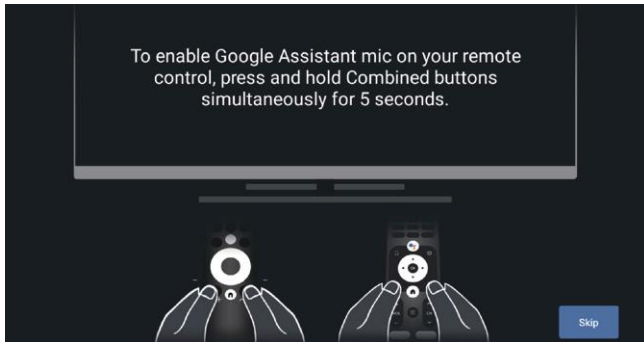 To enable Google Assistant mic on your remote
control, press and hold Combined buttons
simultaneously for 5 seconds.
Skip